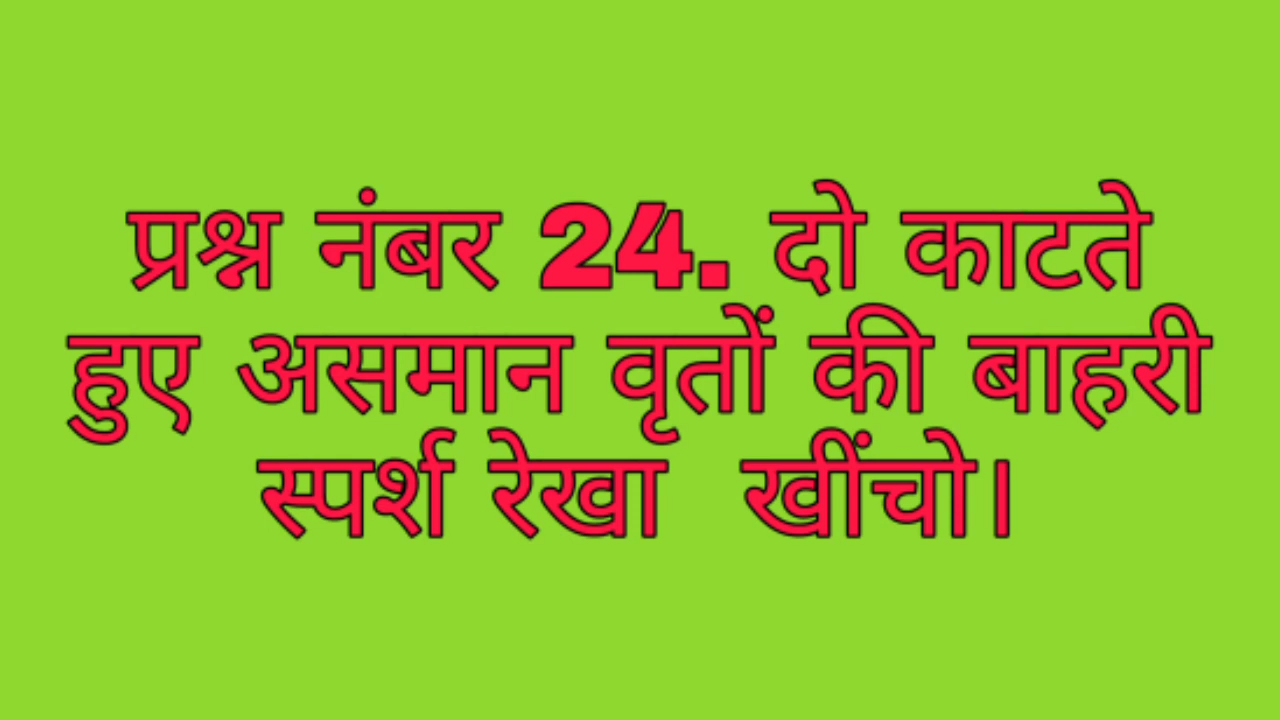 प्रश्न नंबर 24. दो काटते
हुए असमान वृतों की बाहरी
स्पर्श रेखा खींचो।